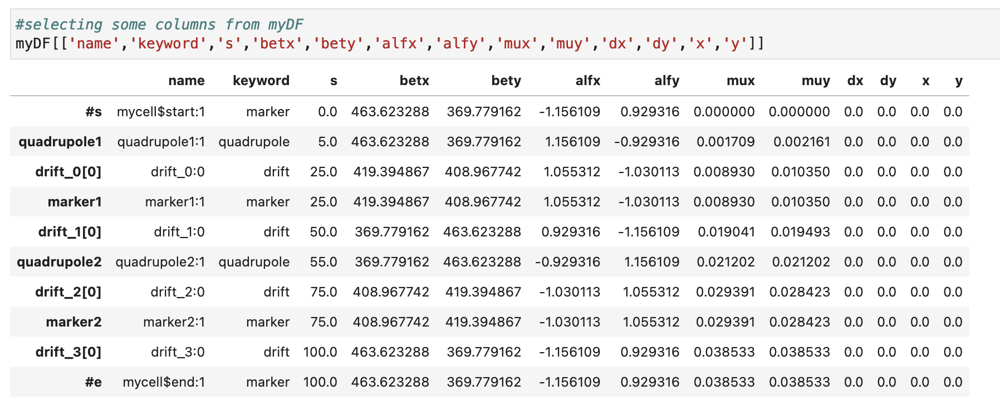 #selecting some columns from myDF
myDF[['name','keyword','s','betx','bety','alfx','alfy','mux','muy','dx','dy','x','y']]
name keyword s betx bety alfx alfy mux muy dx dy x y
#s mycell$start:1 marker 0.0 463.623288 369.779162 -1.156109 0.929316 0.000000 0.000000 0.0 0.0 0.0 0.0
quadrupole1 quadrupole1:1 quadrupole 5.0 463.623288 369.779162 1.156109 -0.929316 0.001709 0.002161 0.0 0.0 0.0 0.0
drift_0[0] drift_0:0 drift 25.0 419.394867 408.967742 1.055312 -1.030113 0.008930 0.010350 0.0 0.0 0.0 0.0
marker1 marker1:1 marker 25.0 419.394867 408.967742 1.055312 -1.030113 0.008930 0.010350 0.0 0.0 0.0 0.0
drift_1[0] drift_1:0 drift 50.0 369.779162 463.623288 0.929316 -1.156109 0.019041 0.019493 0.0 0.0 0.0 0.0
quadrupole2 quadrupole2:1 quadrupole 55.0 369.779162 463.623288 -0.929316 1.156109 0.021202 0.021202 0.0 0.0 0.0 0.0
drift_2[0] drift_2:0 drift 75.0 408.967742 419.394867 -1.030113 1.055312 0.029391 0.028423 0.0 0.0 0.0 0.0
marker2 marker2:1 marker 75.0 408.967742 419.394867 -1.030113 1.055312 0.029391 0.028423 0.0 0.0 0.0 0.0
drift_3[0] drift_3:0 drift 100.0 463.623288 369.779162 -1.156109 0.929316 0.038533 0.038533 0.0 0.0 0.0 0.0
#e mycell$end:1 marker 100.0 463.623288 369.779162 -1.156109 0.929316 0.038533 0.038533 0.0 0.0 0.0 0.0